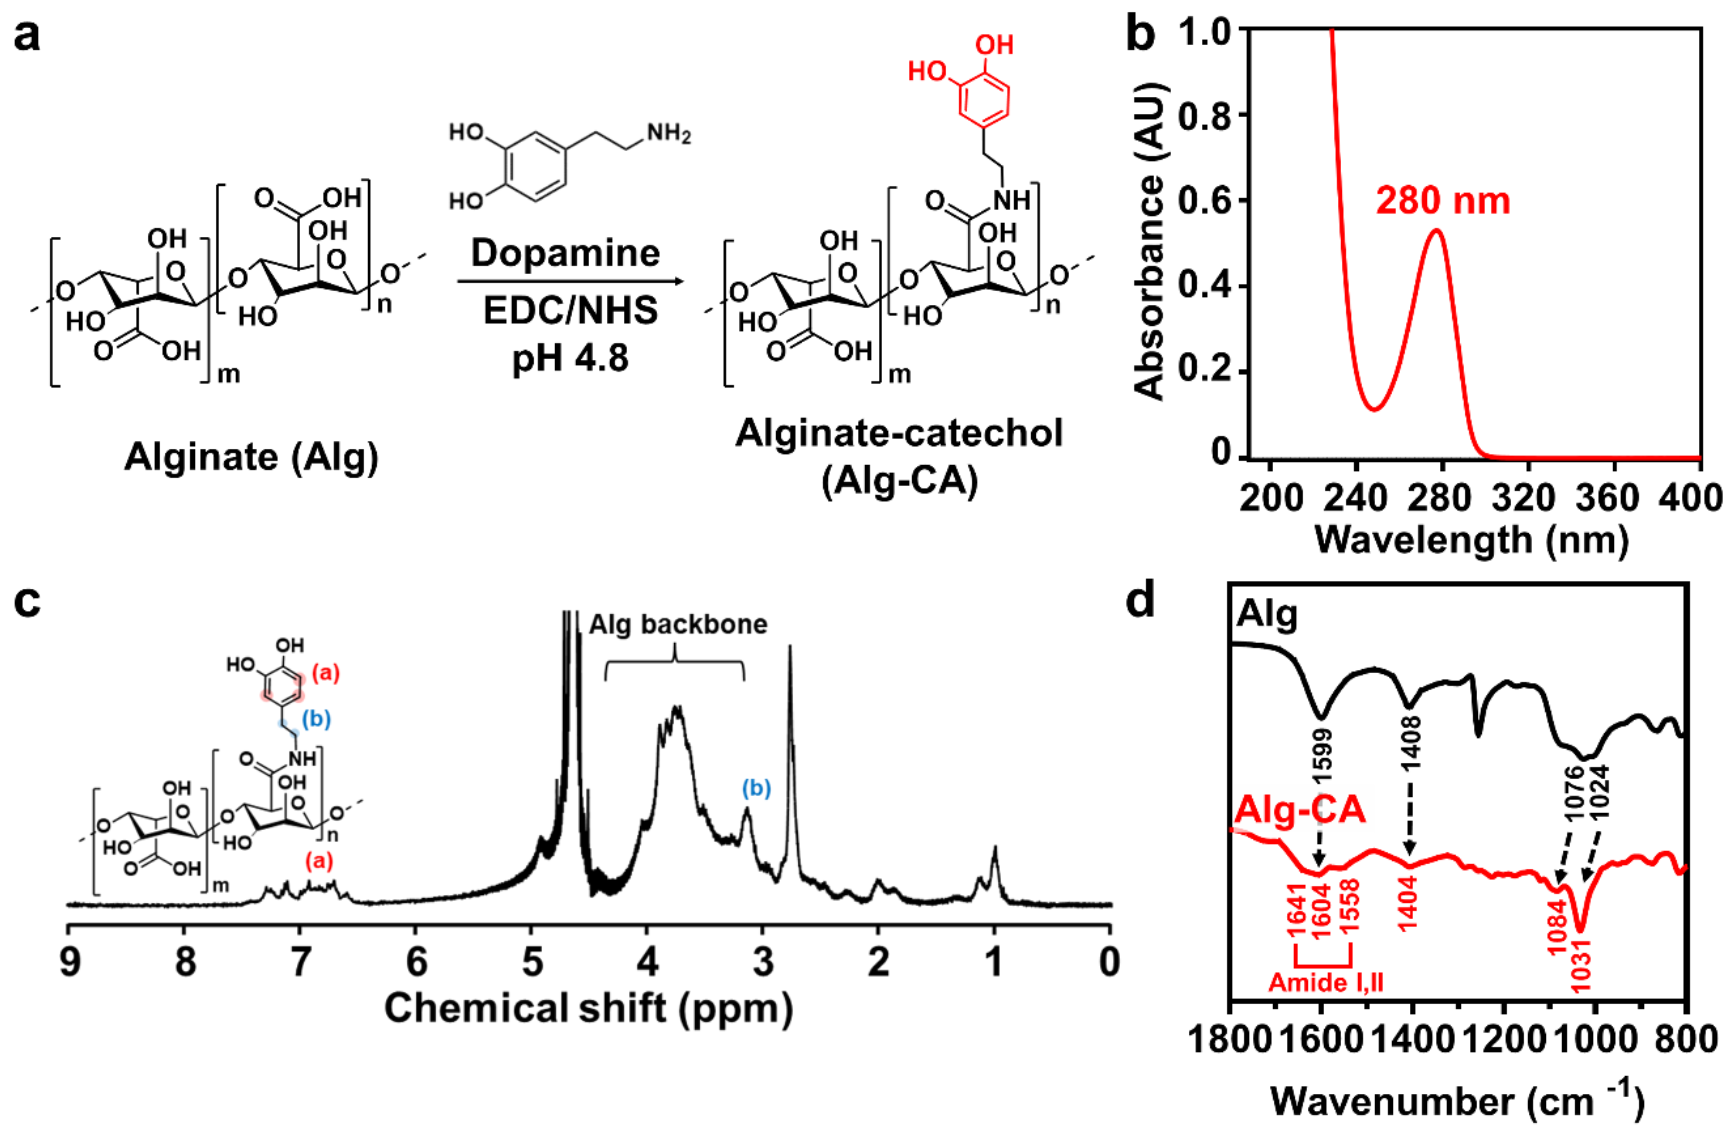 a
HO
HO
NH2
Dopamine
EDC/NHS
pH 4.8
O
OH
OH
OH
O
O
O
O
HO
HO
O
OH
m
n
Alginate (Alg)
OH
HO
O
NH
OH
OH
O
O
O
O
O
HO
HO
O
OH
m
n
Alginate-catechol
(Alg-CA)
b
1.0
0.8
0.6
0.4
0.2
0
Absorbance (AU)
280 nm
200 240 280 320 360 400
Wavelength (nm)
c
OH
HO
(a)
(b)
O
NH
OH
OH
O
O
O
O
O
HO
HO
O
OH
m
n
(a)
Alg backbone
(b)
9 8 7 6 5 4 3 2 1 0
Chemical shift (ppm)
d
Alg
1599
1408
1076
1024
Alg-CA
1641
1604
1558
1404
1084
1031
Amide I,II
1800 1600 1400 1200 1000 800
Wavenumber (cm -1)